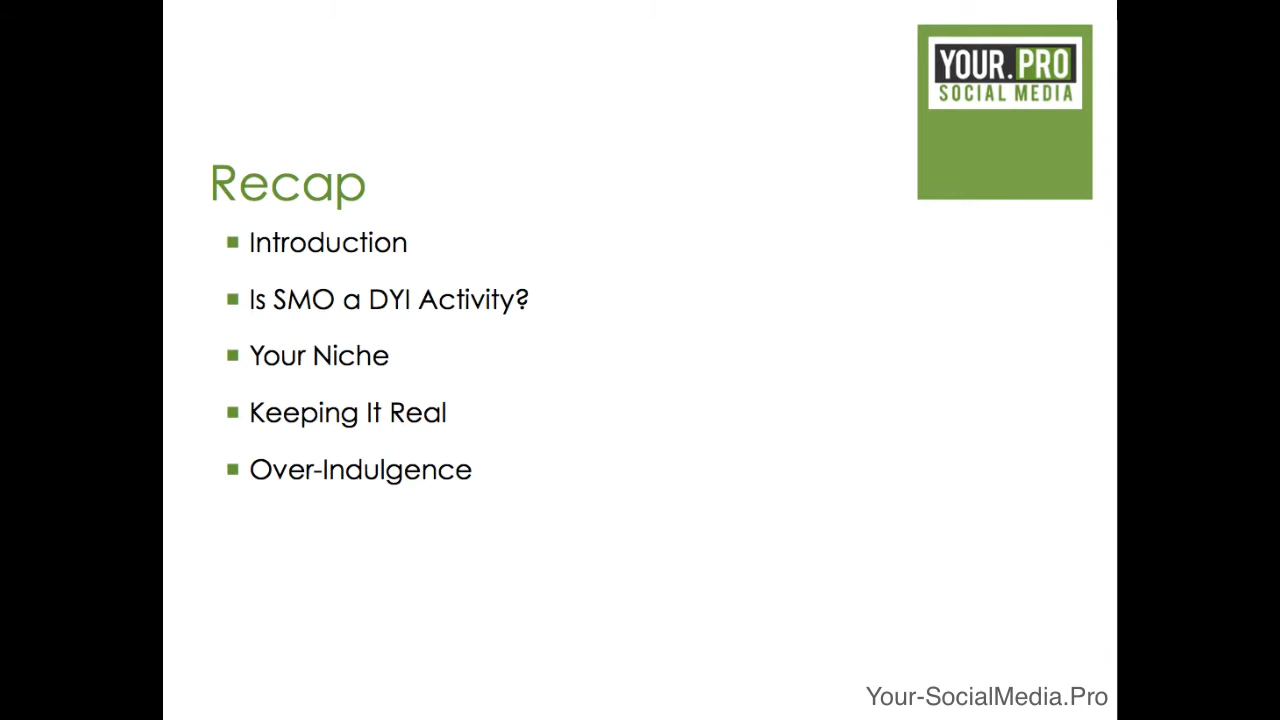 YOUR.PRO
SOCIAL MEDIA
Recap
Introduction
Is SMO a DYI Activity?
Your Niche
Keeping It Real
Over-Indulgence
Your-SocialMedia.Pro